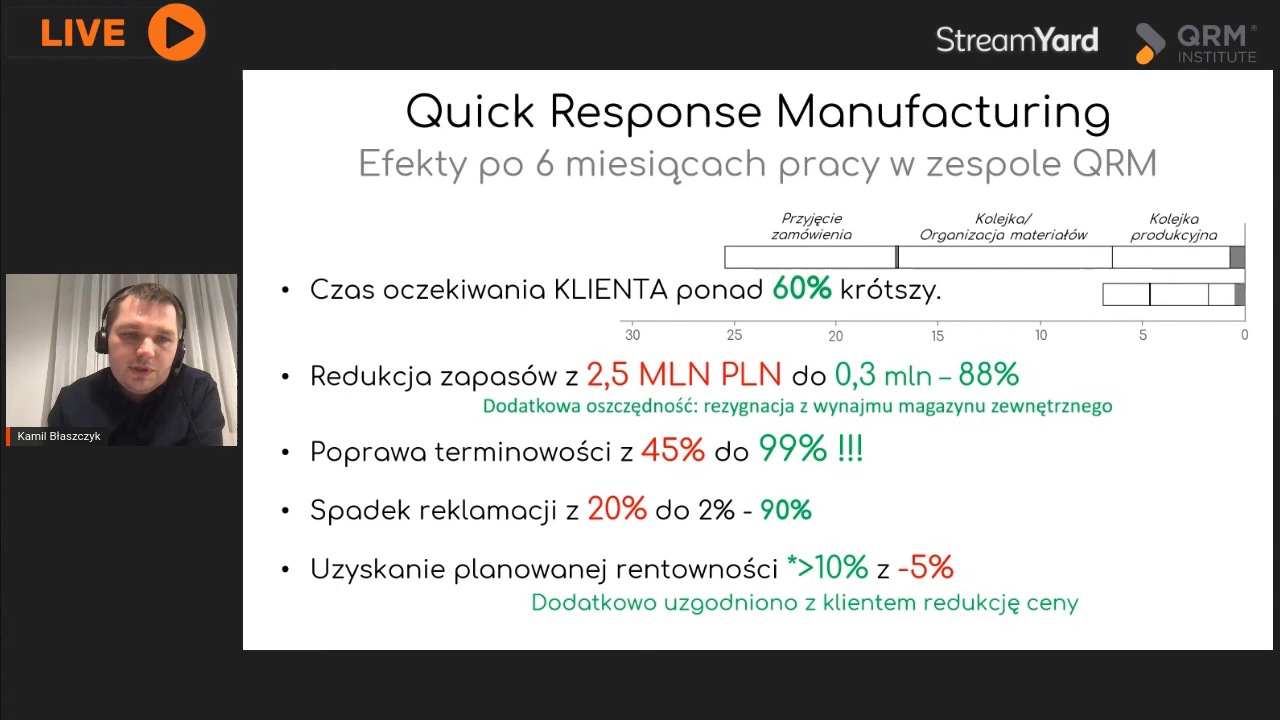 LIVE
StreamYard
QRM®
INSTITUTE
Quick Response Manufacturing
Efekty po 6 miesiącach pracy w zespole QRM
Przyjęcie
zamówienia
Kolejka/
Organizacja materiałów
Kolejka
produkcyjna
• Czas oczekiwania KLIENTA ponad 60% krótszy.
30 25 20 15 10 5 0
• Redukcja zapasów z 2,5 MLN PLN do 0,3 mln – 88%
Dodatkowa oszczędność: rezygnacja z wynajmu magazynu zewnętrznego
• Poprawa terminowości z 45% do 99% !!!
• Spadek reklamacji z 20% do 2% - 90%
• Uzyskanie planowanej rentowności *>10% z -5%
Dodatkowo uzgodniono z klientem redukcję ceny
Kamil Błaszczyk